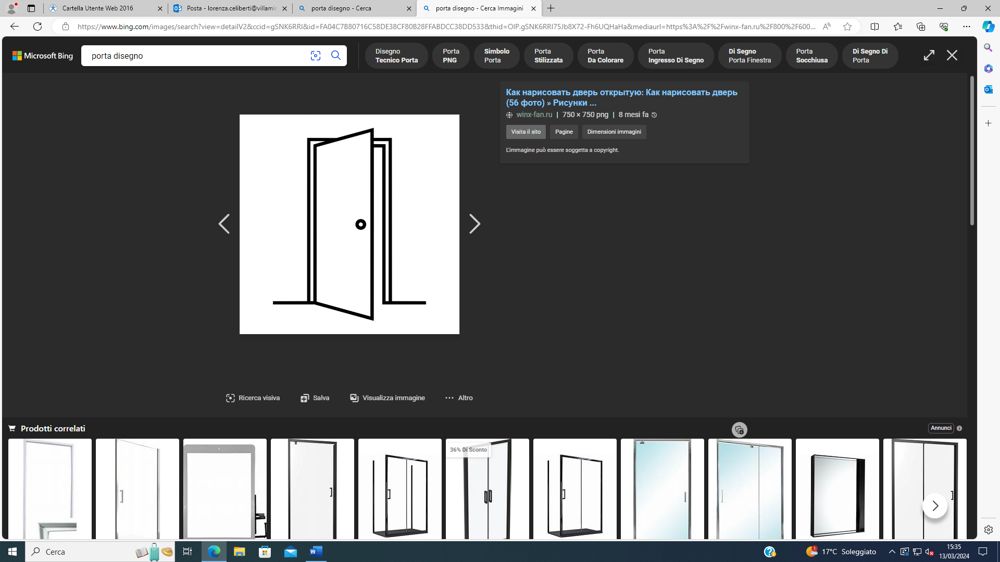 Cartella Utente Web 2016
Posta - lorenza.celiberti@villamir
porta disegno - Cerca
porta disegno - Cerca Immagini
https://www.bing.com/images/search?view=detailV2&ccid=gSNK6RRI&id=FA04C7B80716C58DE38CF80B28FFABDCC38DD533&thid=OIP.gSNK6RRI75Jb8X72-Fh6UQHaHa&mediaurl=https%3A%2F%2Fwinx-fan.ru%2F800%2F600...
Microsoft Bing
porta disegno
Disegno
Tecnico Porta
Porta
PNG
Simbolo
Porta
Porta
Stilizzata
Porta
Da Colorare
Porta
Ingresso Di Segno
Di Segno
Porta Finestra
Porta
Socchiusa
Di Segno Di
Porta
Как нарисовать дверь открытую: Как нарисовать дверь
(56 фото) » Рисунки ...
winx-fan.ru | 750 × 750 png | 8 mesi fa
Visita il sito
Pagine
Dimensioni immagini
L'immagine può essere soggetta a copyright.
Ricerca visiva
Salva
Visualizza immagine
Altro
Prodotti correlati
Annunci
36% Di Sconto
Cerca
17°C Soleggiato
15:35
13/03/2024